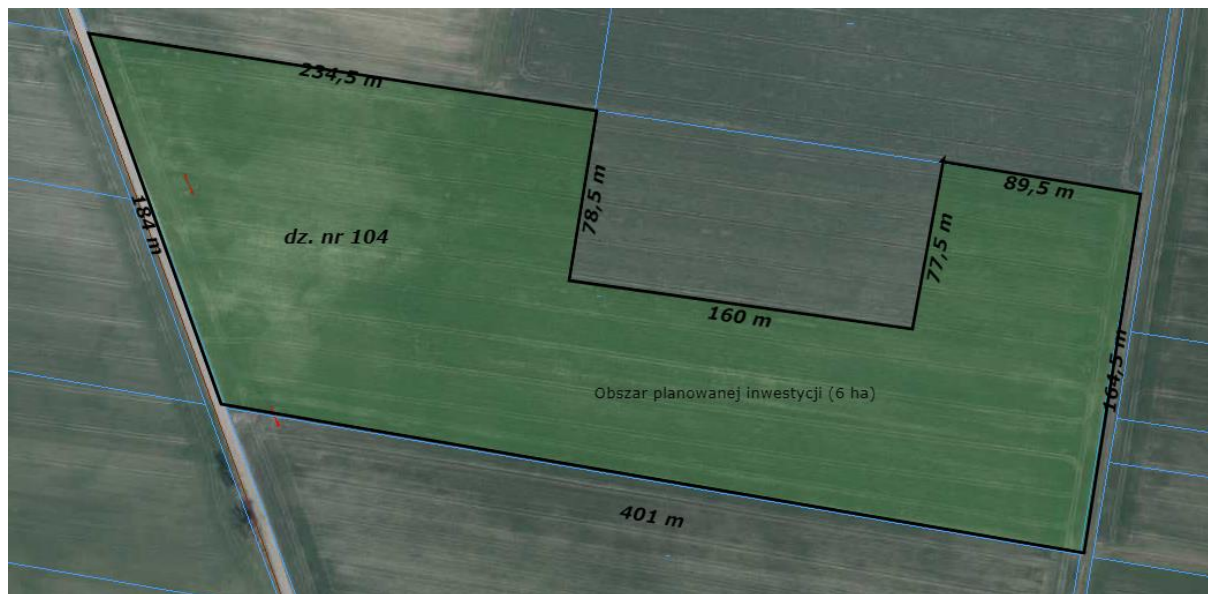 234,5 m
89,5 m
78,5 m
77,5 m
184 m
dz. nr 104
160 m
164,5 m
Obszar planowanej inwestycji (6 ha)
401 m